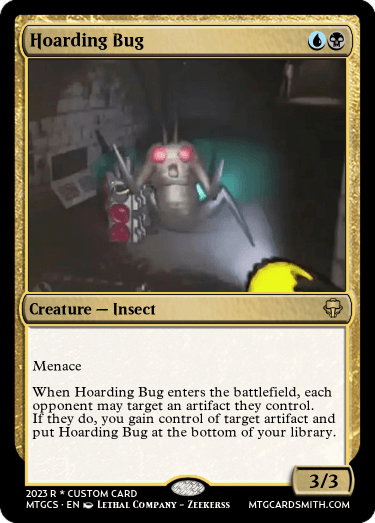 Hoarding Bug
Creature — Insect
Menace
When Hoarding Bug enters the battlefield, each
opponent may target an artifact they control.
If they do, you gain control of target artifact and
put Hoarding Bug at the bottom of your library.
3/3
2023 R * CUSTOM CARD
MTGCS • EN LETHAL COMPANY – ZEEKERSS
MTGCARDSMITH.COM